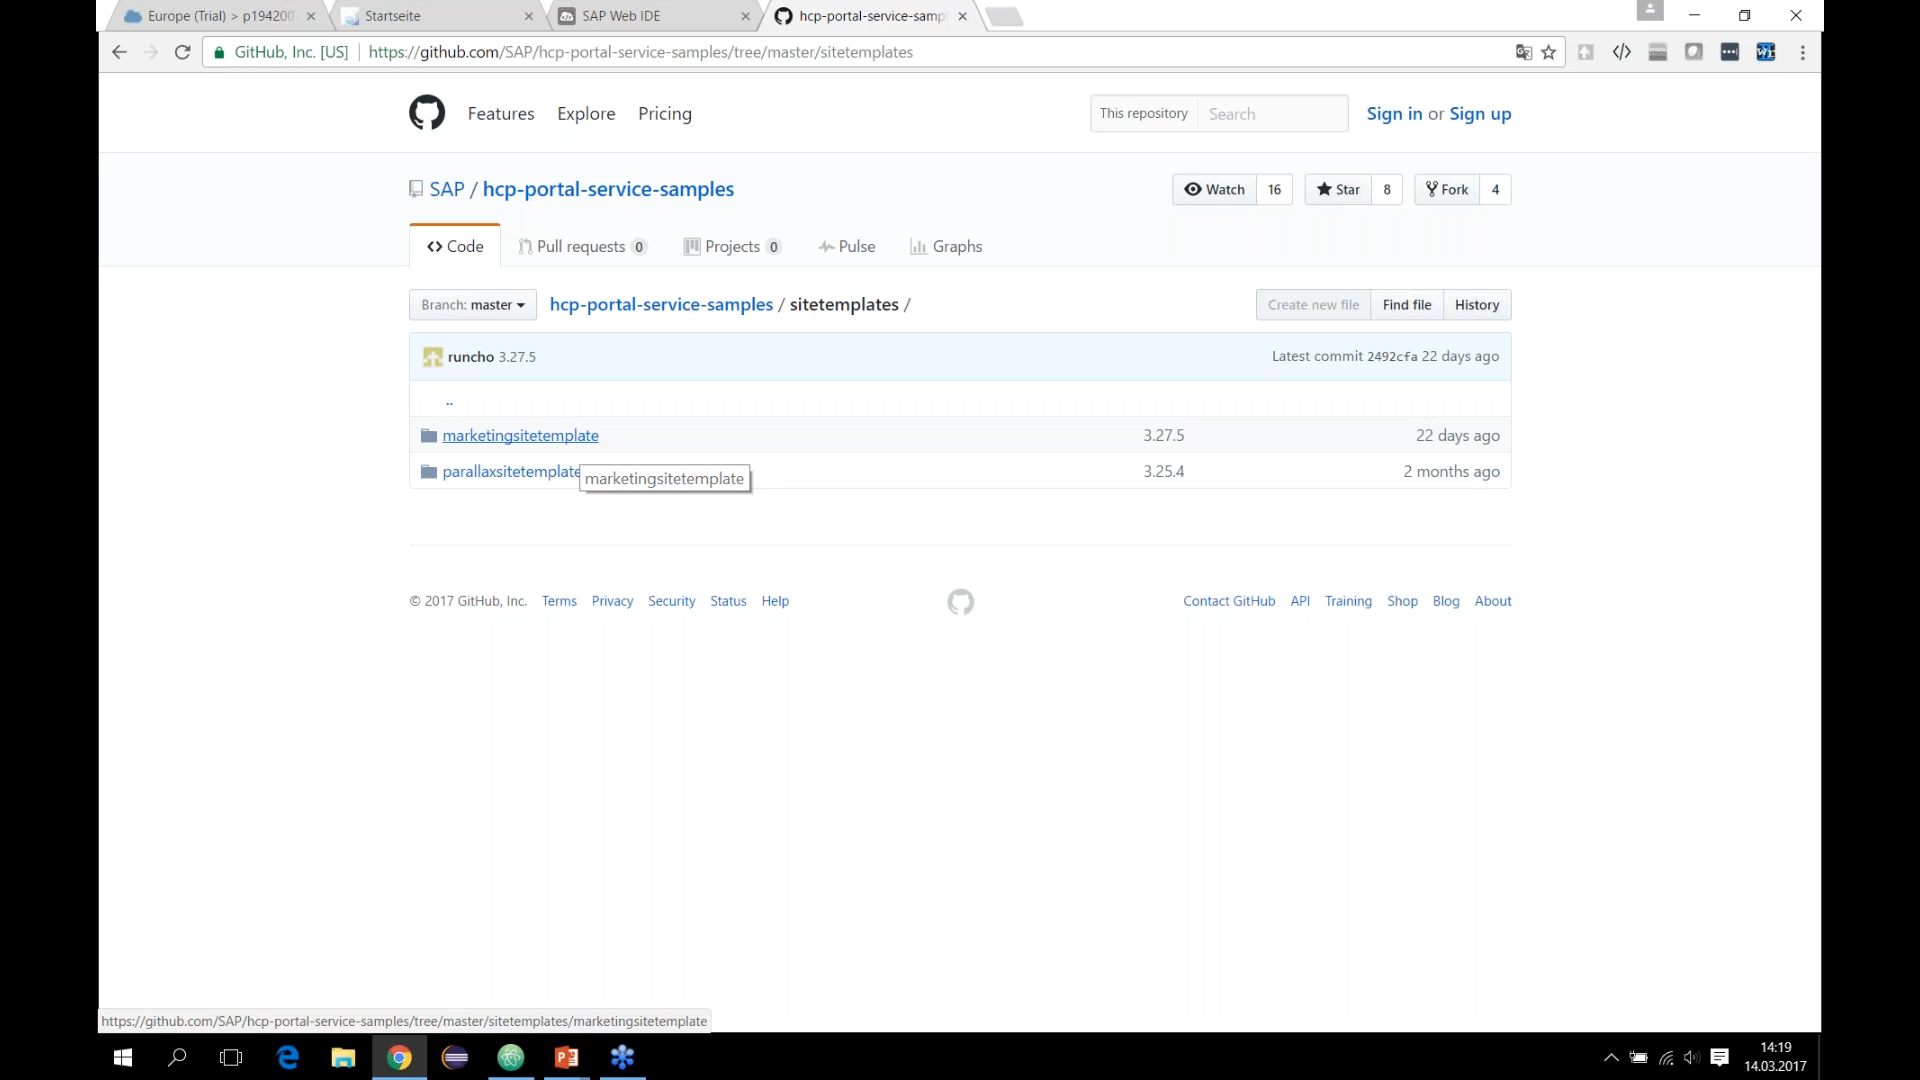 Europe (Trial) > p194200
Startseite
SAP Web IDE
hcp-portal-service-samp
GitHub, Inc. [US] https://github.com/SAP/hcp-portal-service-samples/tree/master/sitetemplates
Features Explore Pricing
This repository Search
Sign in or Sign up
SAP / hcp-portal-service-samples
Watch 16 Star 8 Fork 4
Code Pull requests 0 Projects 0 Pulse Graphs
Branch: master hcp-portal-service-samples / sitetemplates /
Create new file Find file History
runcho 3.27.5 Latest commit 2492cfa 22 days ago
..
marketingsitetemplate 3.27.5 22 days ago
parallaxsitetemplate 3.25.4 2 months ago
marketingsitetemplate
© 2017 GitHub, Inc. Terms Privacy Security Status Help
Contact GitHub API Training Shop Blog About
https://github.com/SAP/hcp-portal-service-samples/tree/master/sitetemplates/marketingsitetemplate
14:19
14.03.2017